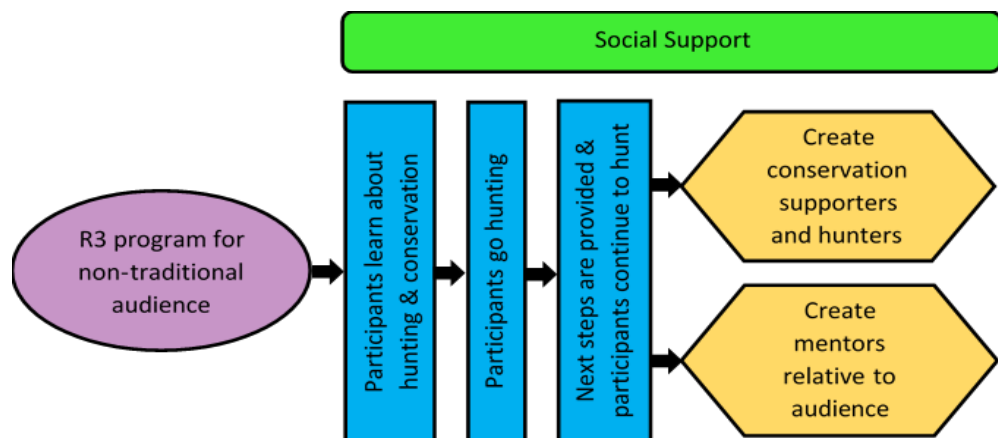 Social Support
R3 program for
non-traditional
audience
Participants learn about
hunting & conservation
Participants go hunting
Next steps are provided &
participants continue to hunt
Create
conservation
supporters
and hunters
Create
mentors
relative to
audience